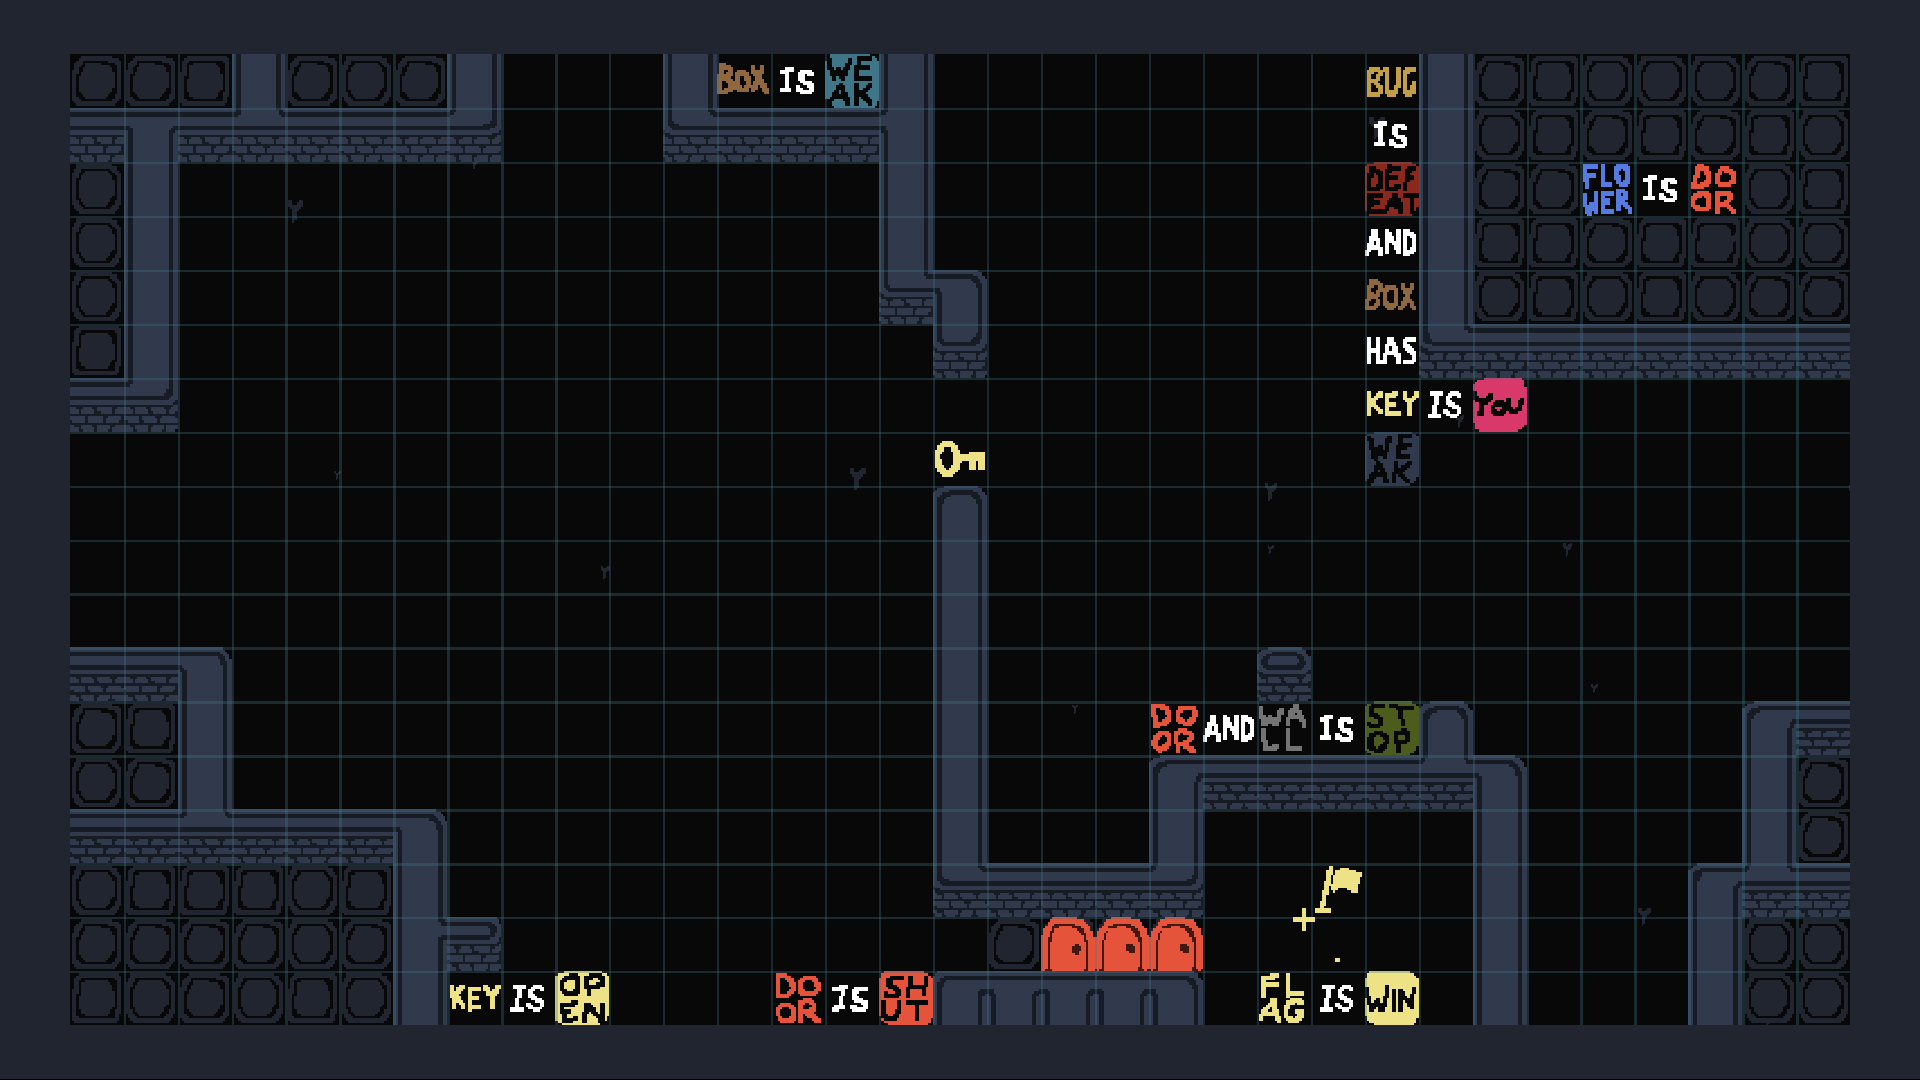 BOX IS WEAK
BUG
IS
DEFEAT
AND
BOX
HAS
KEY IS YOU
WEAK
FLOWER IS DOOR
DOOR AND WALL IS STOP
KEY IS OPEN
DOOR IS SHUT
FLAG IS WIN